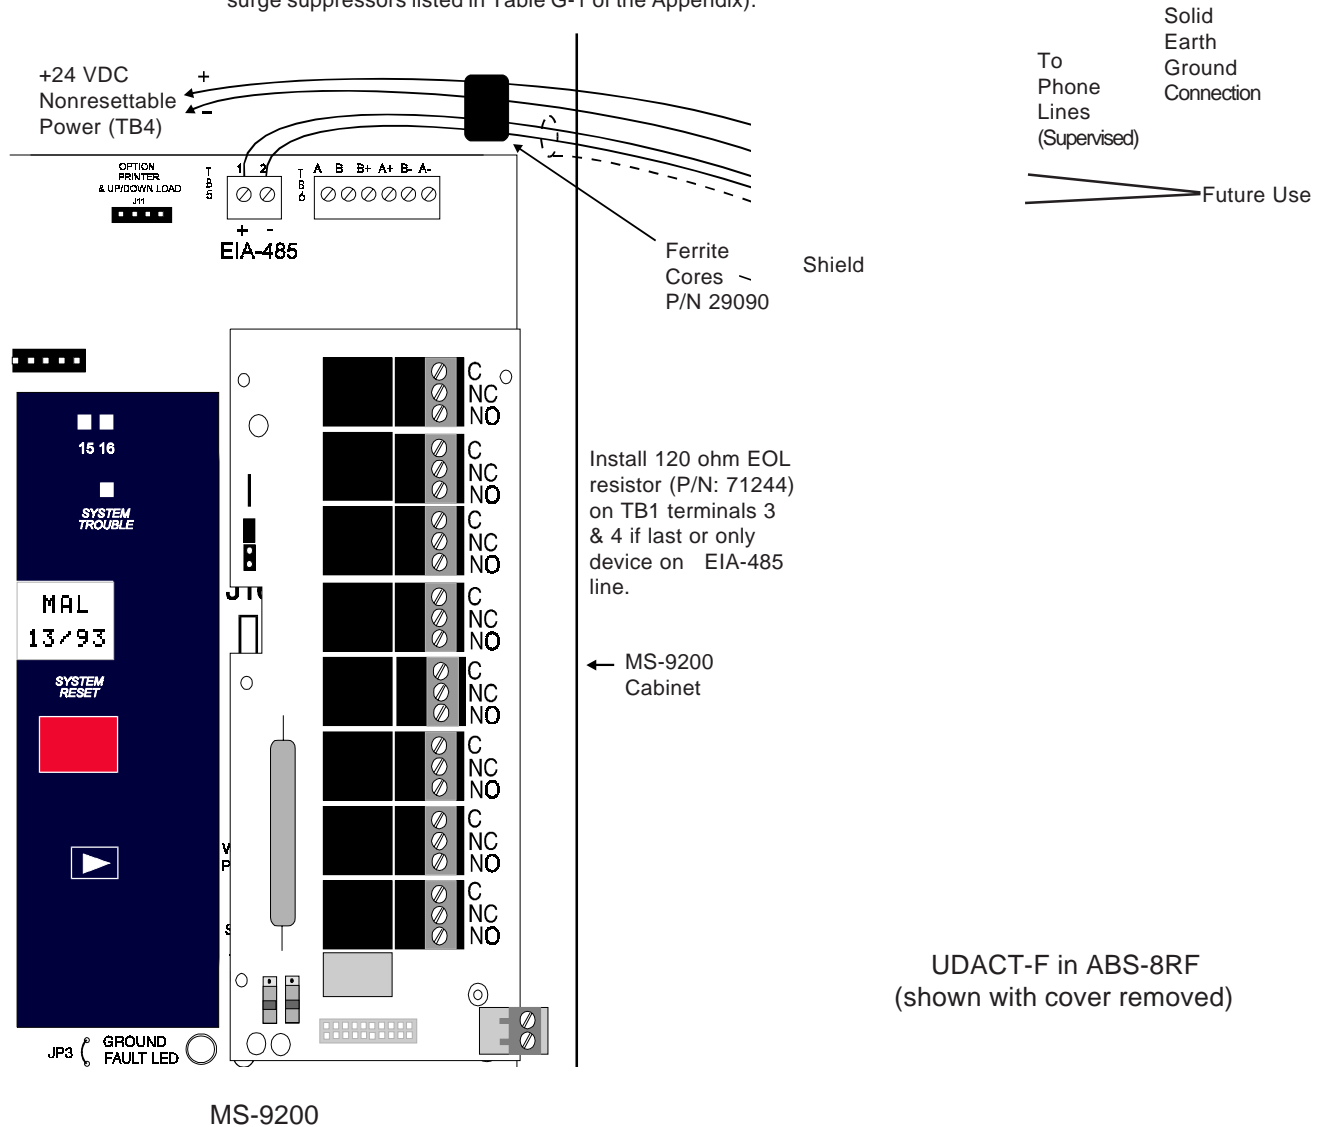 surge suppressors listed in Table G-1 of the Appendix).
Solid
Earth
Ground
Connection
To
Phone
Lines
(Supervised)
+24 VDC
Nonresettable
Power (TB4)
+
-
OPTION
PRINTER
& UP/DOWN LOAD
J11
1 2
A B B+ A+ B- A-
+ -
EIA-485
Future Use
Ferrite
Cores
P/N 29090
Shield
C
NC
NO
C
NC
NO
C
NC
NO
C
NC
NO
C
NC
NO
C
NC
NO
C
NC
NO
C
NC
NO
15 16
SYSTEM
TROUBLE
MAL
13/93
SYSTEM
RESET
Install 120 ohm EOL
resistor (P/N: 71244)
on TB1 terminals 3
& 4 if last or only
device on EIA-485
line.
MS-9200
Cabinet
UDACT-F in ABS-8RF
(shown with cover removed)
JP3
GROUND
FAULT LED
MS-9200